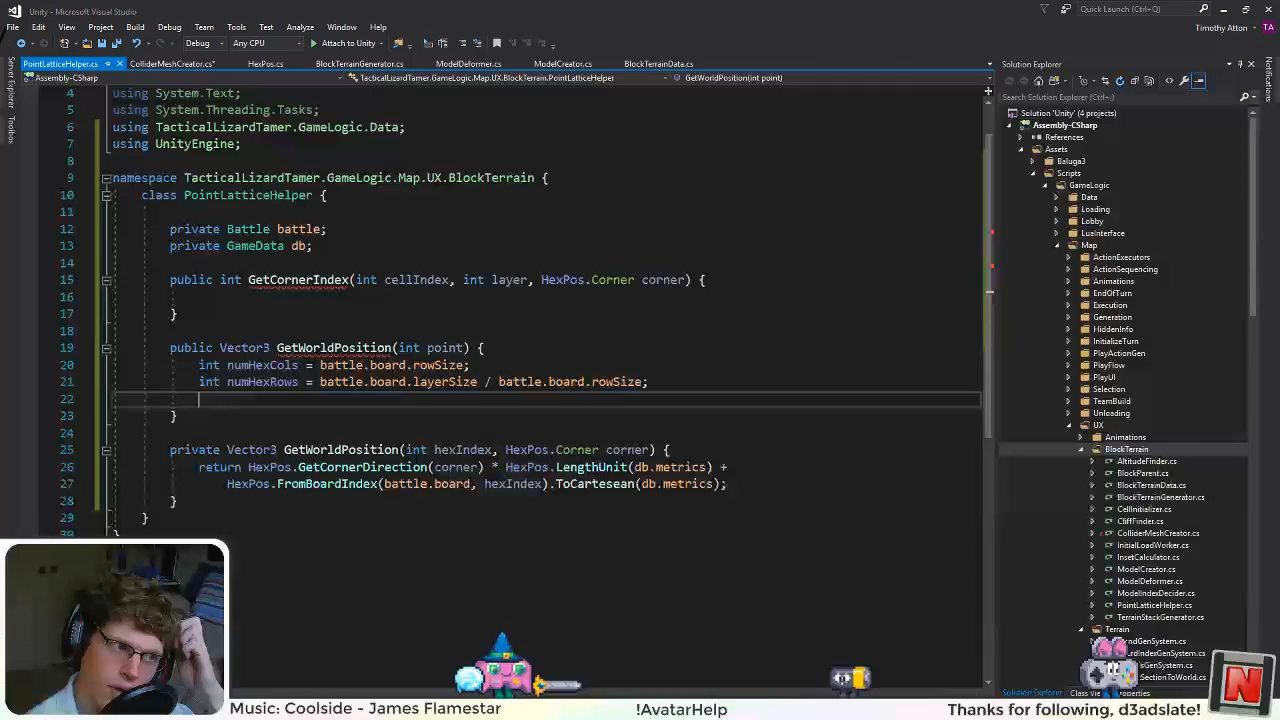 Unity - Microsoft Visual Studio
Quick Launch (Ctrl+Q)
File Edit View Project Build Debug Team Tools Test Analyze Window Help
Timothy Atton TA
Debug Any CPU Attach to Unity
PointLatticeHelper.cs ColliderMeshCreator.cs* HexPos.cs BlockTerrainGenerator.cs ModelDeformer.cs ModelCreator.cs BlockTerrainData.cs
Assembly-CSharp TacticalLizardTamer.GameLogic.Map.UX.BlockTerrain.PointLatticeHelper GetWorldPosition(int point)
Server Explorer
Toolbox
4 using System.Text;
5 using System.Threading.Tasks;
6 using TacticalLizardTamer.GameLogic.Data;
7 using UnityEngine;
8
9 namespace TacticalLizardTamer.GameLogic.Map.UX.BlockTerrain {
10 class PointLatticeHelper {
11
12 private Battle battle;
13 private GameData db;
14
15 public int GetCornerIndex(int cellIndex, int layer, HexPos.Corner corner) {
16
17 }
18
19 public Vector3 GetWorldPosition(int point) {
20 int numHexCols = battle.board.rowSize;
21 int numHexRows = battle.board.layerSize / battle.board.rowSize;
22
23 }
24
25 private Vector3 GetWorldPosition(int hexIndex, HexPos.Corner corner) {
26 return HexPos.GetCornerDirection(corner) * HexPos.LengthUnit(db.metrics) +
27 HexPos.FromBoardIndex(battle.board, hexIndex).ToCartesean(db.metrics);
28 }
29 }
30 }
Solution Explorer
Search Solution Explorer (Ctrl+;)
Solution 'Unity' (4 projects)
Assembly-CSharp
References
Assets
Baluga3
Scripts
GameLogic
Data
Loading
Lobby
LuaInterface
Map
ActionExecutors
ActionSequencing
Animations
EndOfTurn
Execution
Generation
HiddenInfo
InitializeTurn
PlayActionGen
PlayFlow
PlayUI
Selection
TeamBuild
Unloading
UX
Animations
BlockTerrain
AltitudeFinder.cs
BlockParent.cs
BlockTerrainData.cs
BlockTerrainGenerator.cs
CellInitializer.cs
CliffFinder.cs
ColliderMeshCreator.cs
InitialLoadWorker.cs
InsetCalculator.cs
ModelCreator.cs
ModelDeformer.cs
ModelIndexDecider.cs
PointLatticeHelper.cs
TerrainStackGenerator.cs
Terrain
Solution Explorer
Notifications
N
Music: Coolside - James Flamestar
!AvatarHelp
Thanks for following, d3adslate!